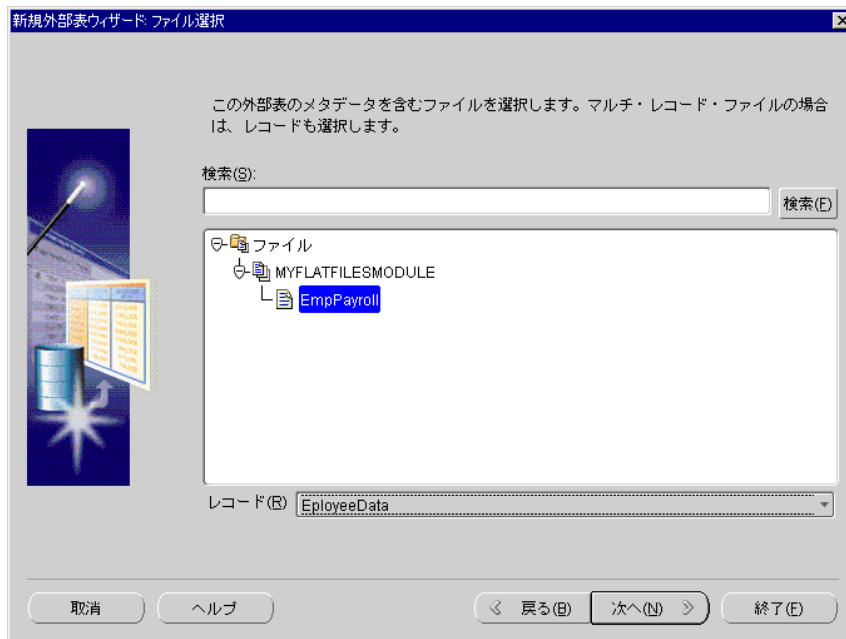 新規外部表ウィザード: ファイル選択
この外部表のメタデータを含むファイルを選択します。マルチ・レコード・ファイルの場合
は、レコードも選択します。
検索(S):
検索(F)
ファイル
MYFLATFILESMODULE
EmpPayroll
レコード(R) EployeeData
取消 ヘルプ 戻る(B) 次へ(N) 終了(F)